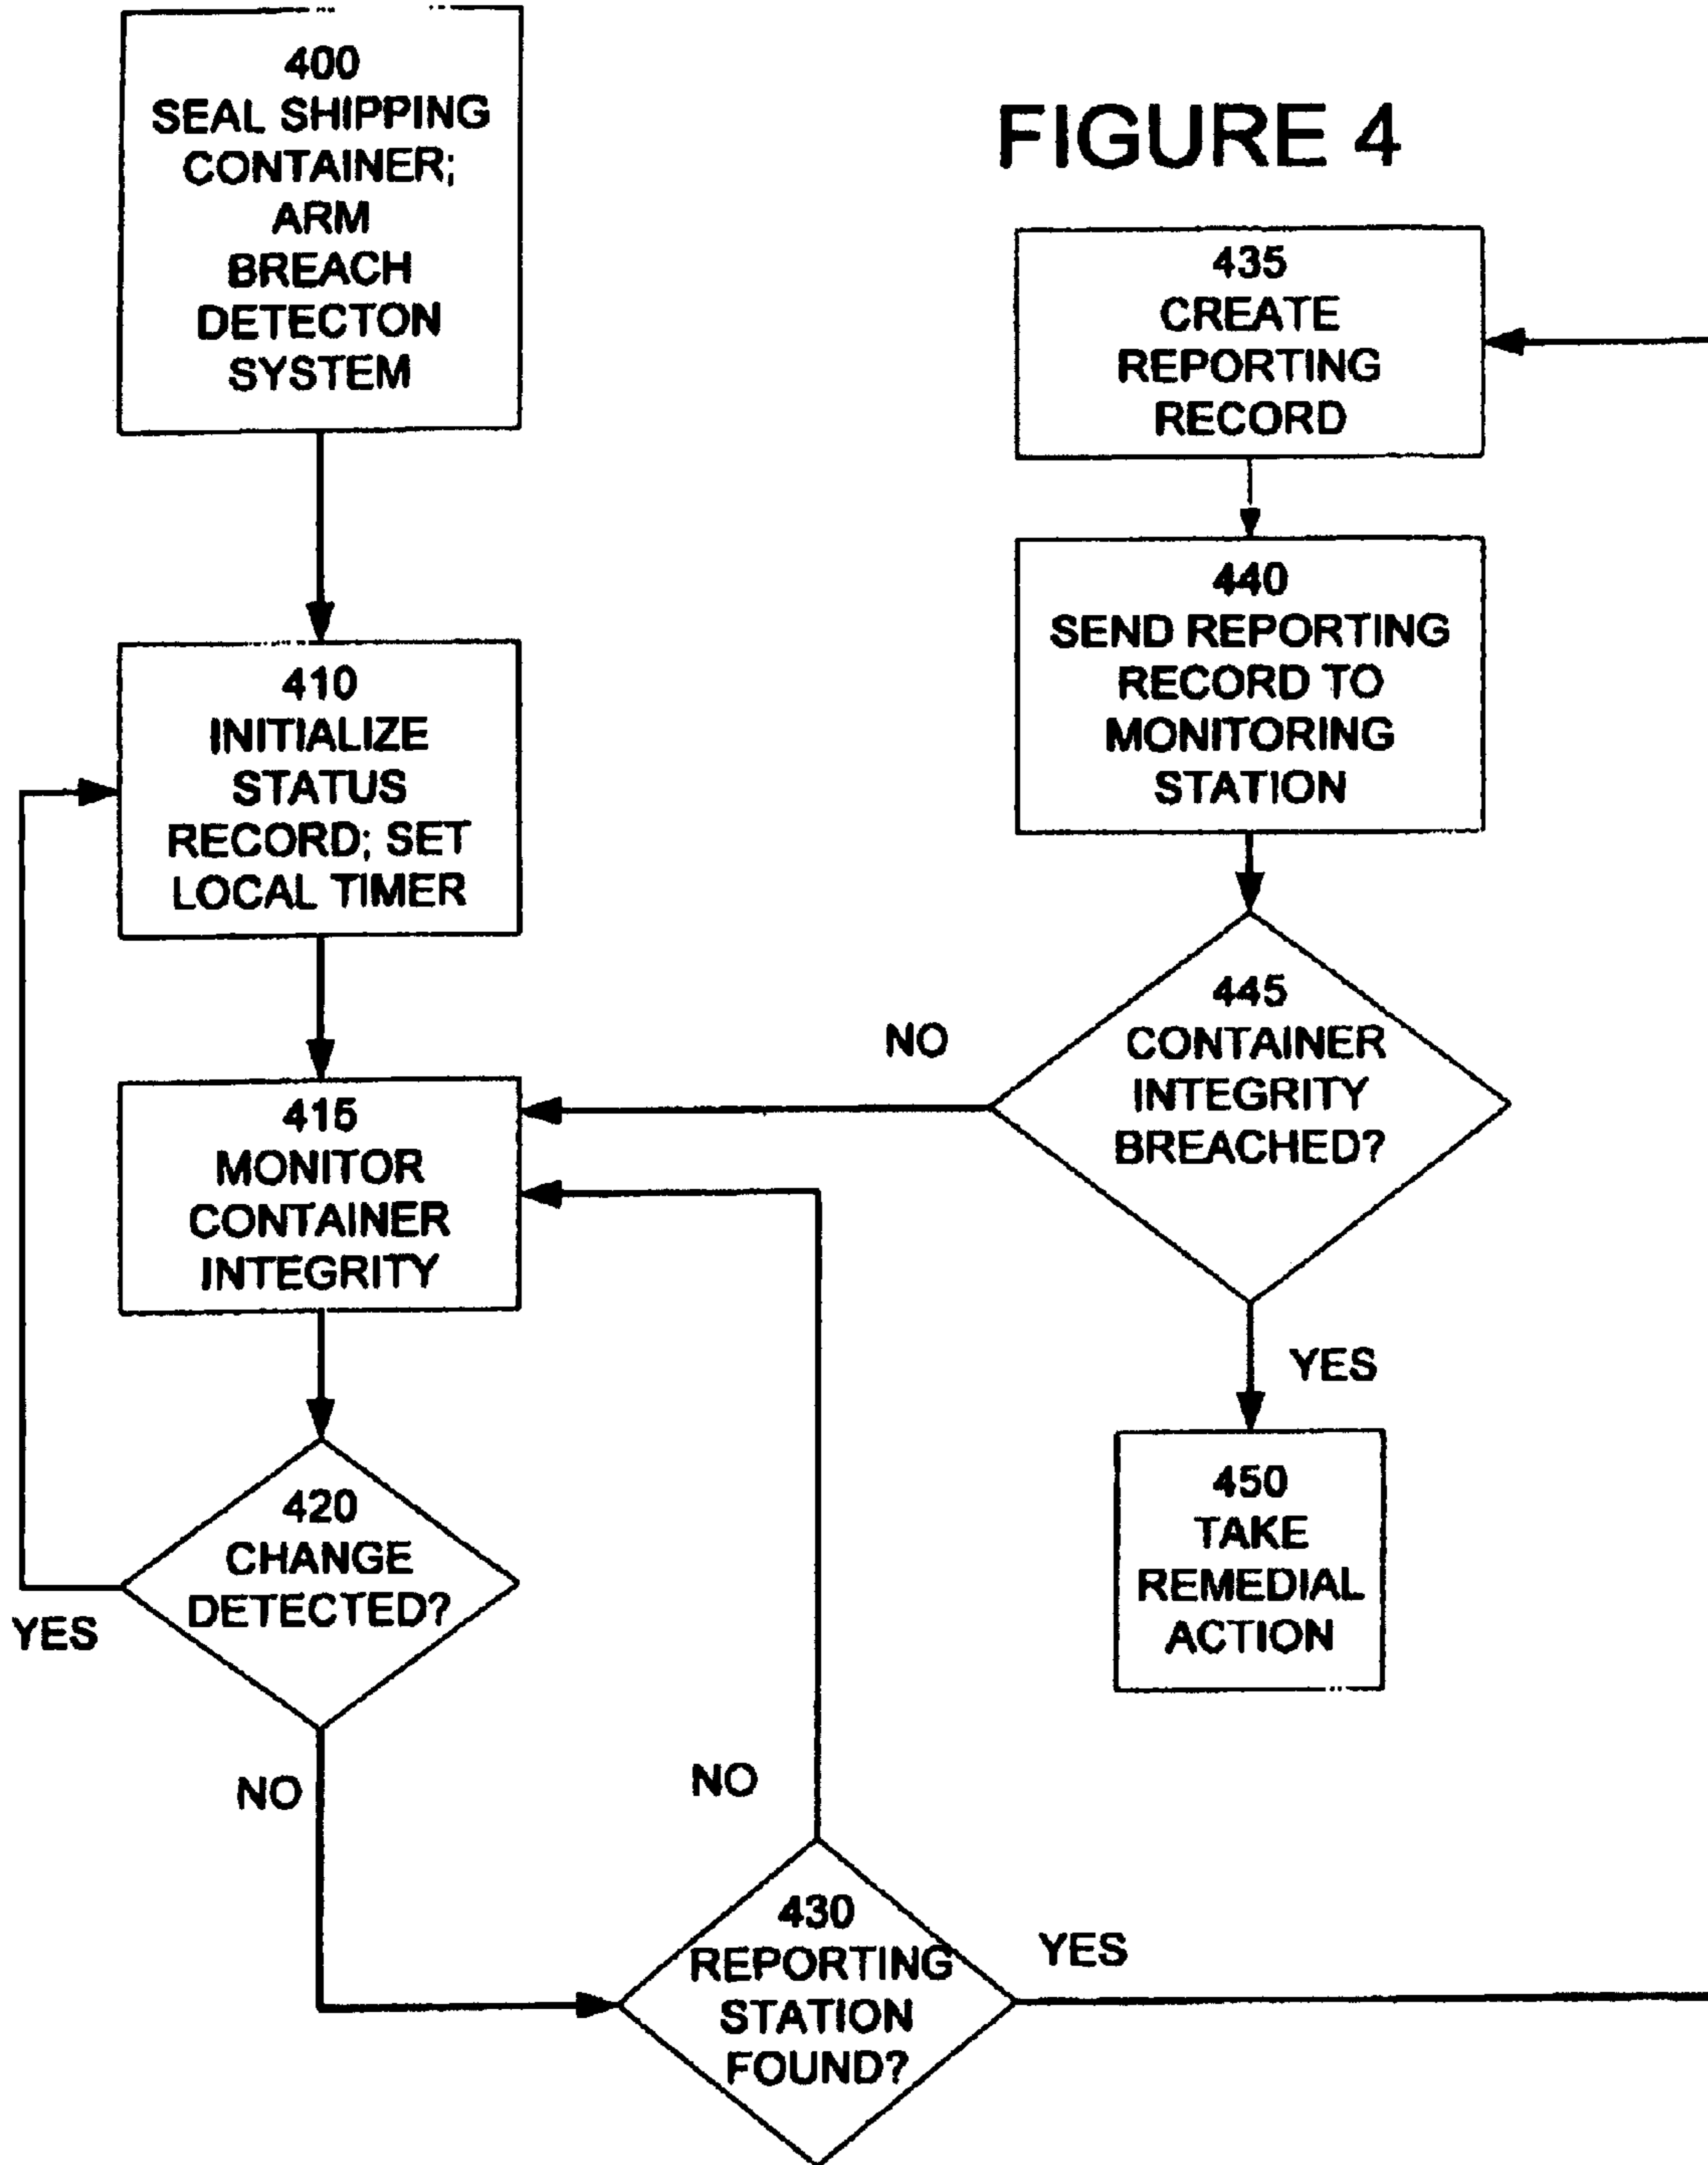 FIGURE 4
400
SEAL SHIPPING
CONTAINER;
ARM
BREACH
DETECTON
SYSTEM
410
INITIALIZE
STATUS
RECORD; SET
LOCAL TIMER
415
MONITOR
CONTAINER
INTEGRITY
420
CHANGE
DETECTED?
YES
NO
430
REPORTING
STATION
FOUND?
NO
YES
435
CREATE
REPORTING
RECORD
440
SEND REPORTING
RECORD TO
MONITORING
STATION
445
CONTAINER
INTEGRITY
BREACHED?
NO
YES
450
TAKE
REMEDIAL
ACTION